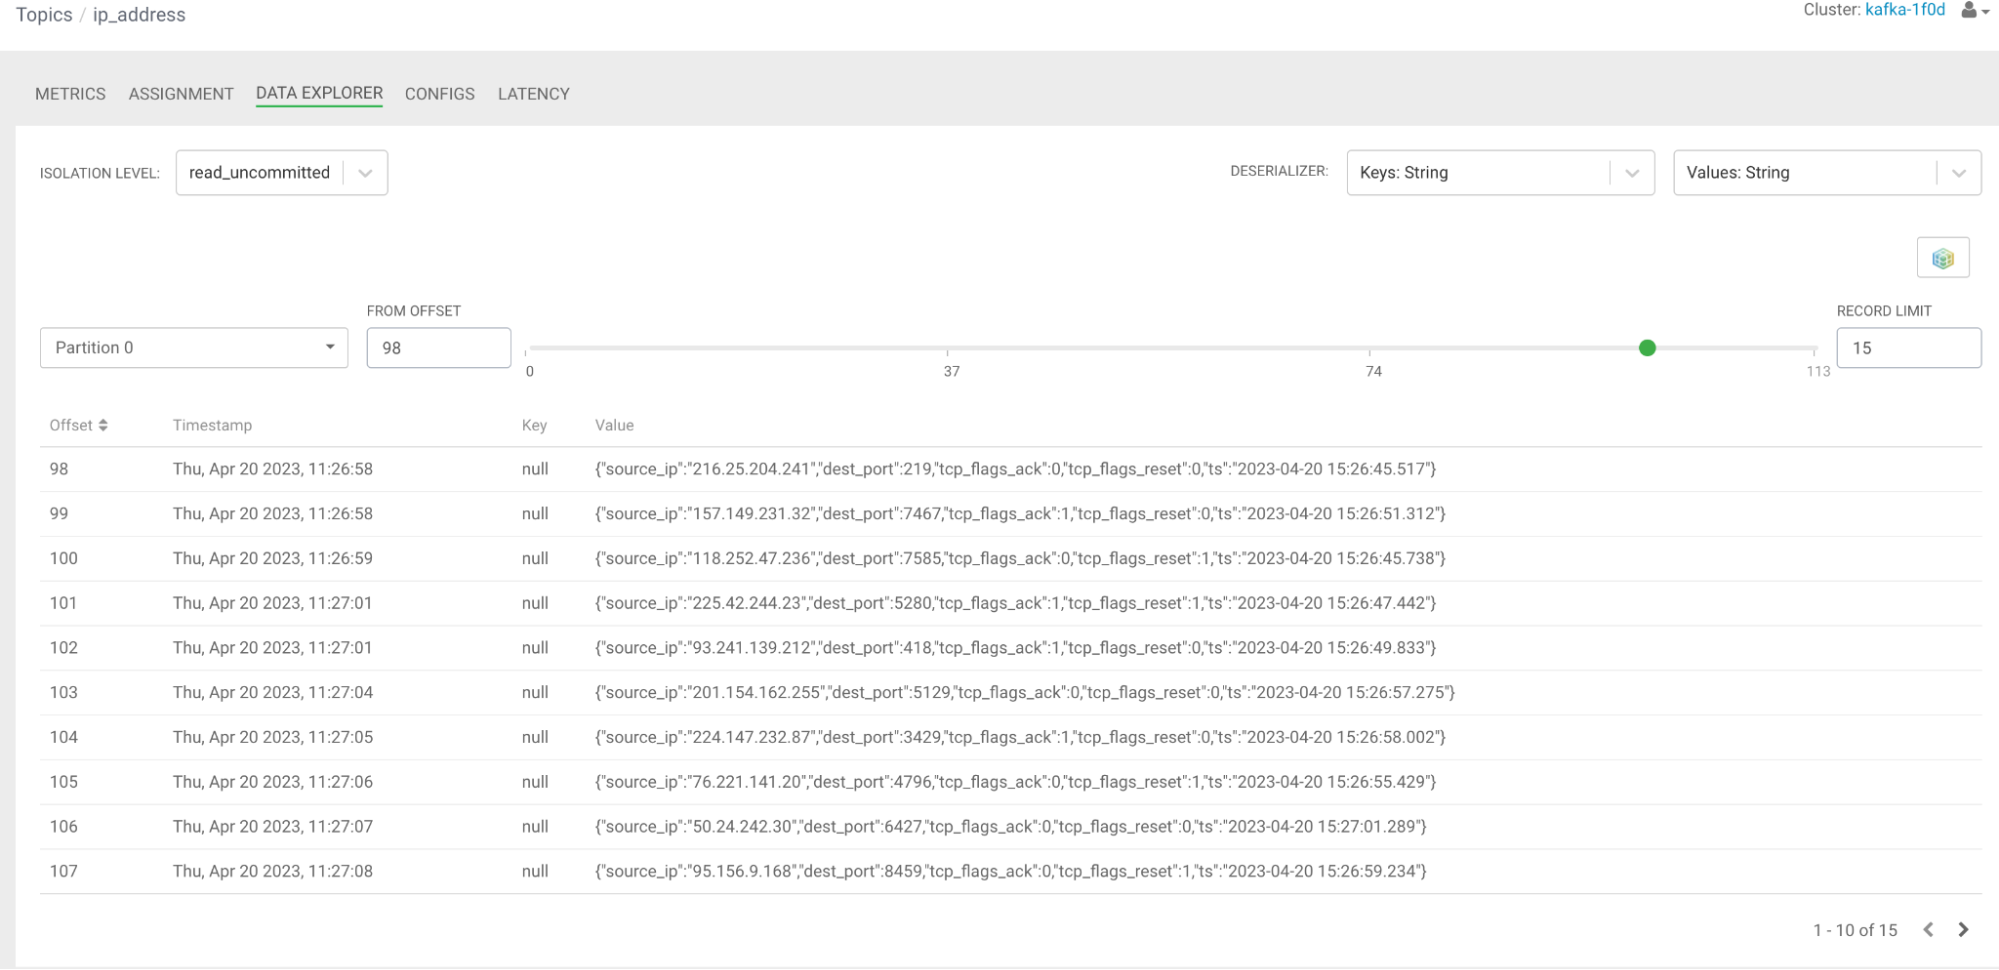 Topics / ip_address
Cluster: kafka-1f0d
METRICS ASSIGNMENT DATA EXPLORER CONFIGS LATENCY
ISOLATION LEVEL: read_uncommitted
DESERIALIZER: Keys: String Values: String
FROM OFFSET
RECORD LIMIT
Partition 0 98 15
0 37 74 113
Offset Timestamp Key Value
98 Thu, Apr 20 2023, 11:26:58 null {"source_ip":"216.25.204.241","dest_port":219,"tcp_flags_ack":0,"tcp_flags_reset":0,"ts":"2023-04-20 15:26:45.517"}
99 Thu, Apr 20 2023, 11:26:58 null {"source_ip":"157.149.231.32","dest_port":7467,"tcp_flags_ack":1,"tcp_flags_reset":0,"ts":"2023-04-20 15:26:51.312"}
100 Thu, Apr 20 2023, 11:26:59 null {"source_ip":"118.252.47.236","dest_port":7585,"tcp_flags_ack":0,"tcp_flags_reset":1,"ts":"2023-04-20 15:26:45.738"}
101 Thu, Apr 20 2023, 11:27:01 null {"source_ip":"225.42.244.23","dest_port":5280,"tcp_flags_ack":1,"tcp_flags_reset":1,"ts":"2023-04-20 15:26:47.442"}
102 Thu, Apr 20 2023, 11:27:01 null {"source_ip":"93.241.139.212","dest_port":418,"tcp_flags_ack":1,"tcp_flags_reset":0,"ts":"2023-04-20 15:26:49.833"}
103 Thu, Apr 20 2023, 11:27:04 null {"source_ip":"201.154.162.255","dest_port":5129,"tcp_flags_ack":0,"tcp_flags_reset":0,"ts":"2023-04-20 15:26:57.275"}
104 Thu, Apr 20 2023, 11:27:05 null {"source_ip":"224.147.232.87","dest_port":3429,"tcp_flags_ack":1,"tcp_flags_reset":0,"ts":"2023-04-20 15:26:58.002"}
105 Thu, Apr 20 2023, 11:27:06 null {"source_ip":"76.221.141.20","dest_port":4796,"tcp_flags_ack":0,"tcp_flags_reset":1,"ts":"2023-04-20 15:26:55.429"}
106 Thu, Apr 20 2023, 11:27:07 null {"source_ip":"50.24.242.30","dest_port":6427,"tcp_flags_ack":0,"tcp_flags_reset":0,"ts":"2023-04-20 15:27:01.289"}
107 Thu, Apr 20 2023, 11:27:08 null {"source_ip":"95.156.9.168","dest_port":8459,"tcp_flags_ack":0,"tcp_flags_reset":1,"ts":"2023-04-20 15:26:59.234"}
1 - 10 of 15